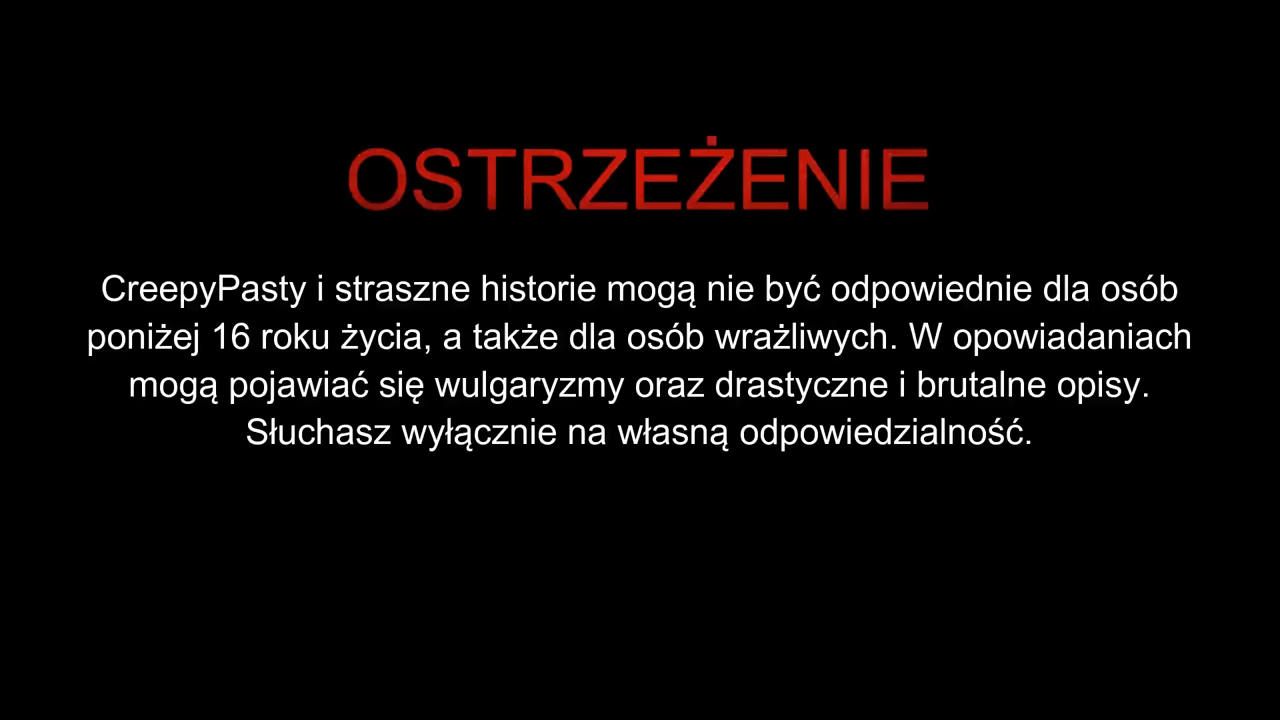 OSTRZEŻENIE
CreepyPasty i straszne historie mogą nie być odpowiednie dla osób
poniżej 16 roku życia, a także dla osób wrażliwych. W opowiadaniach
mogą pojawiać się wulgaryzmy oraz drastyczne i brutalne opisy.
Słuchasz wyłącznie na własną odpowiedzialność.